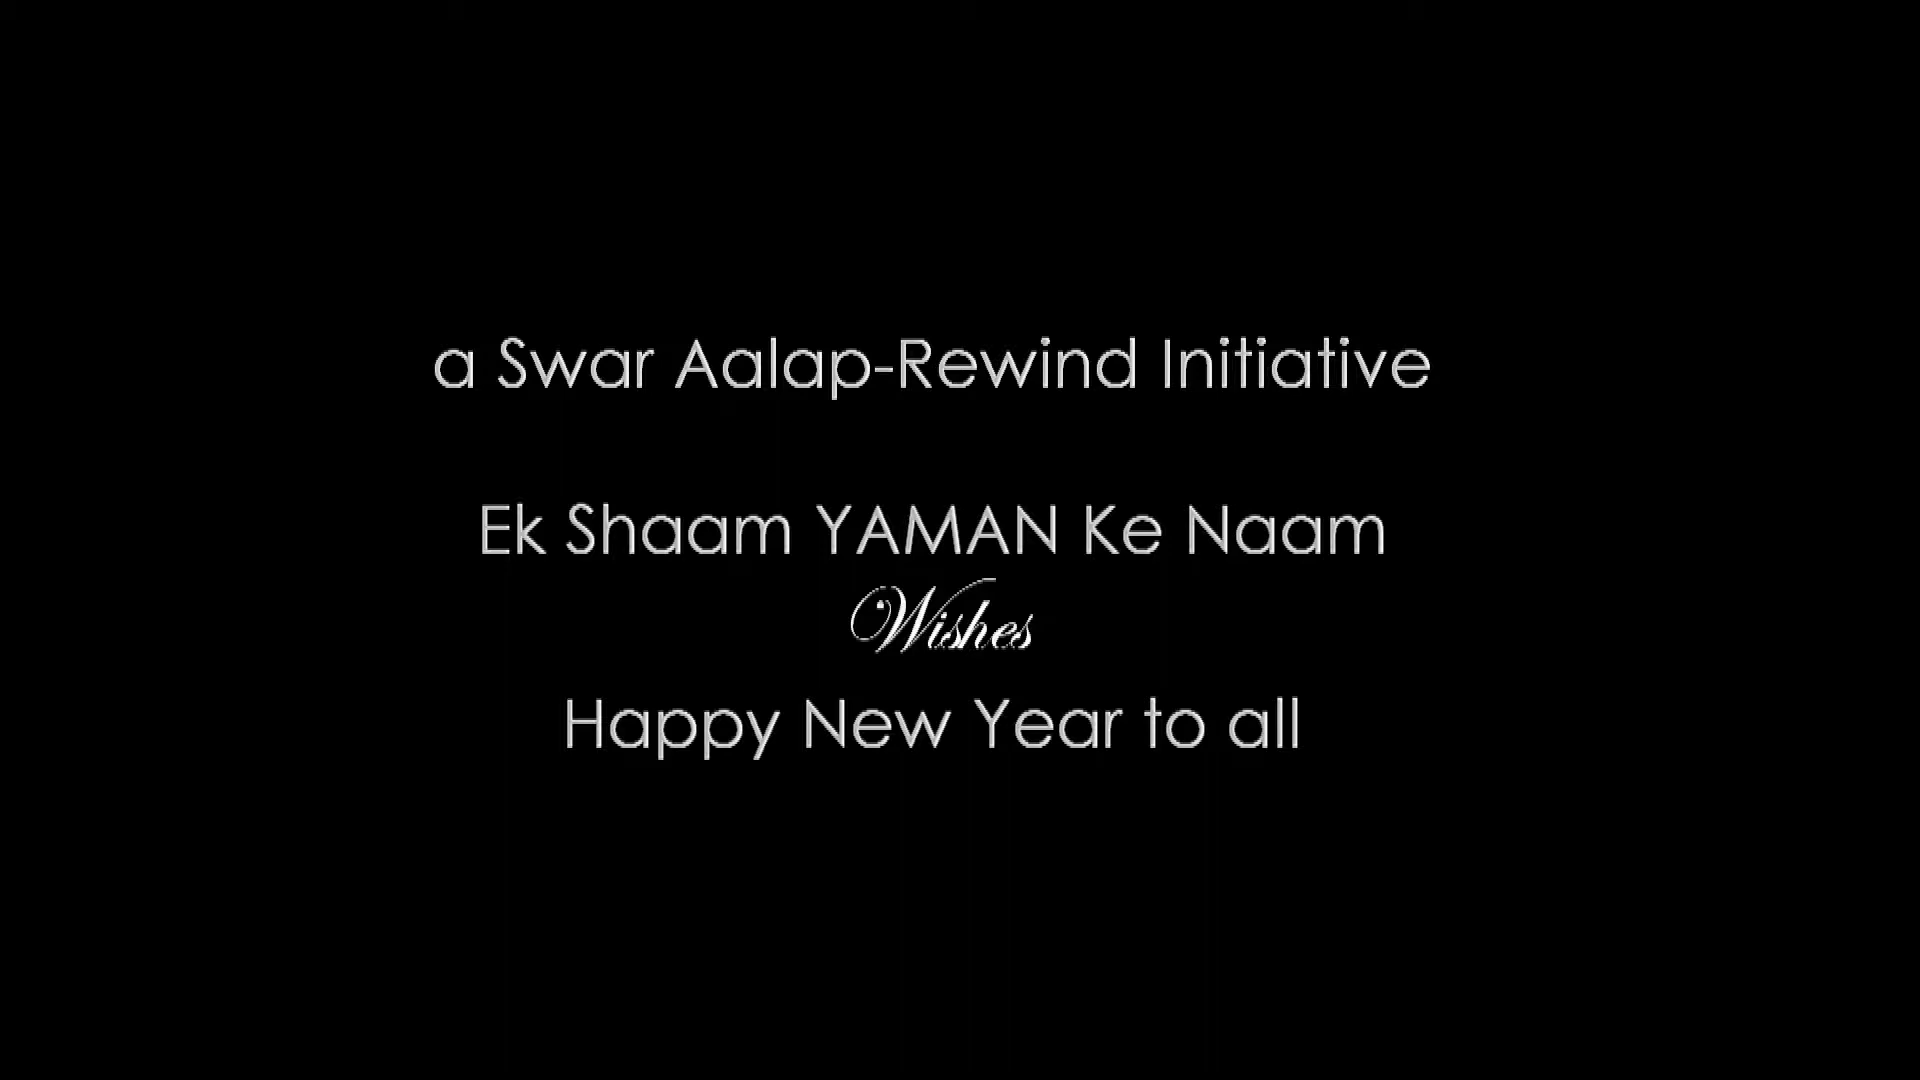 a Swar Aalap-Rewind Initiative
Ek Shaam YAMAN Ke Naam
Wishes
Happy New Year to all